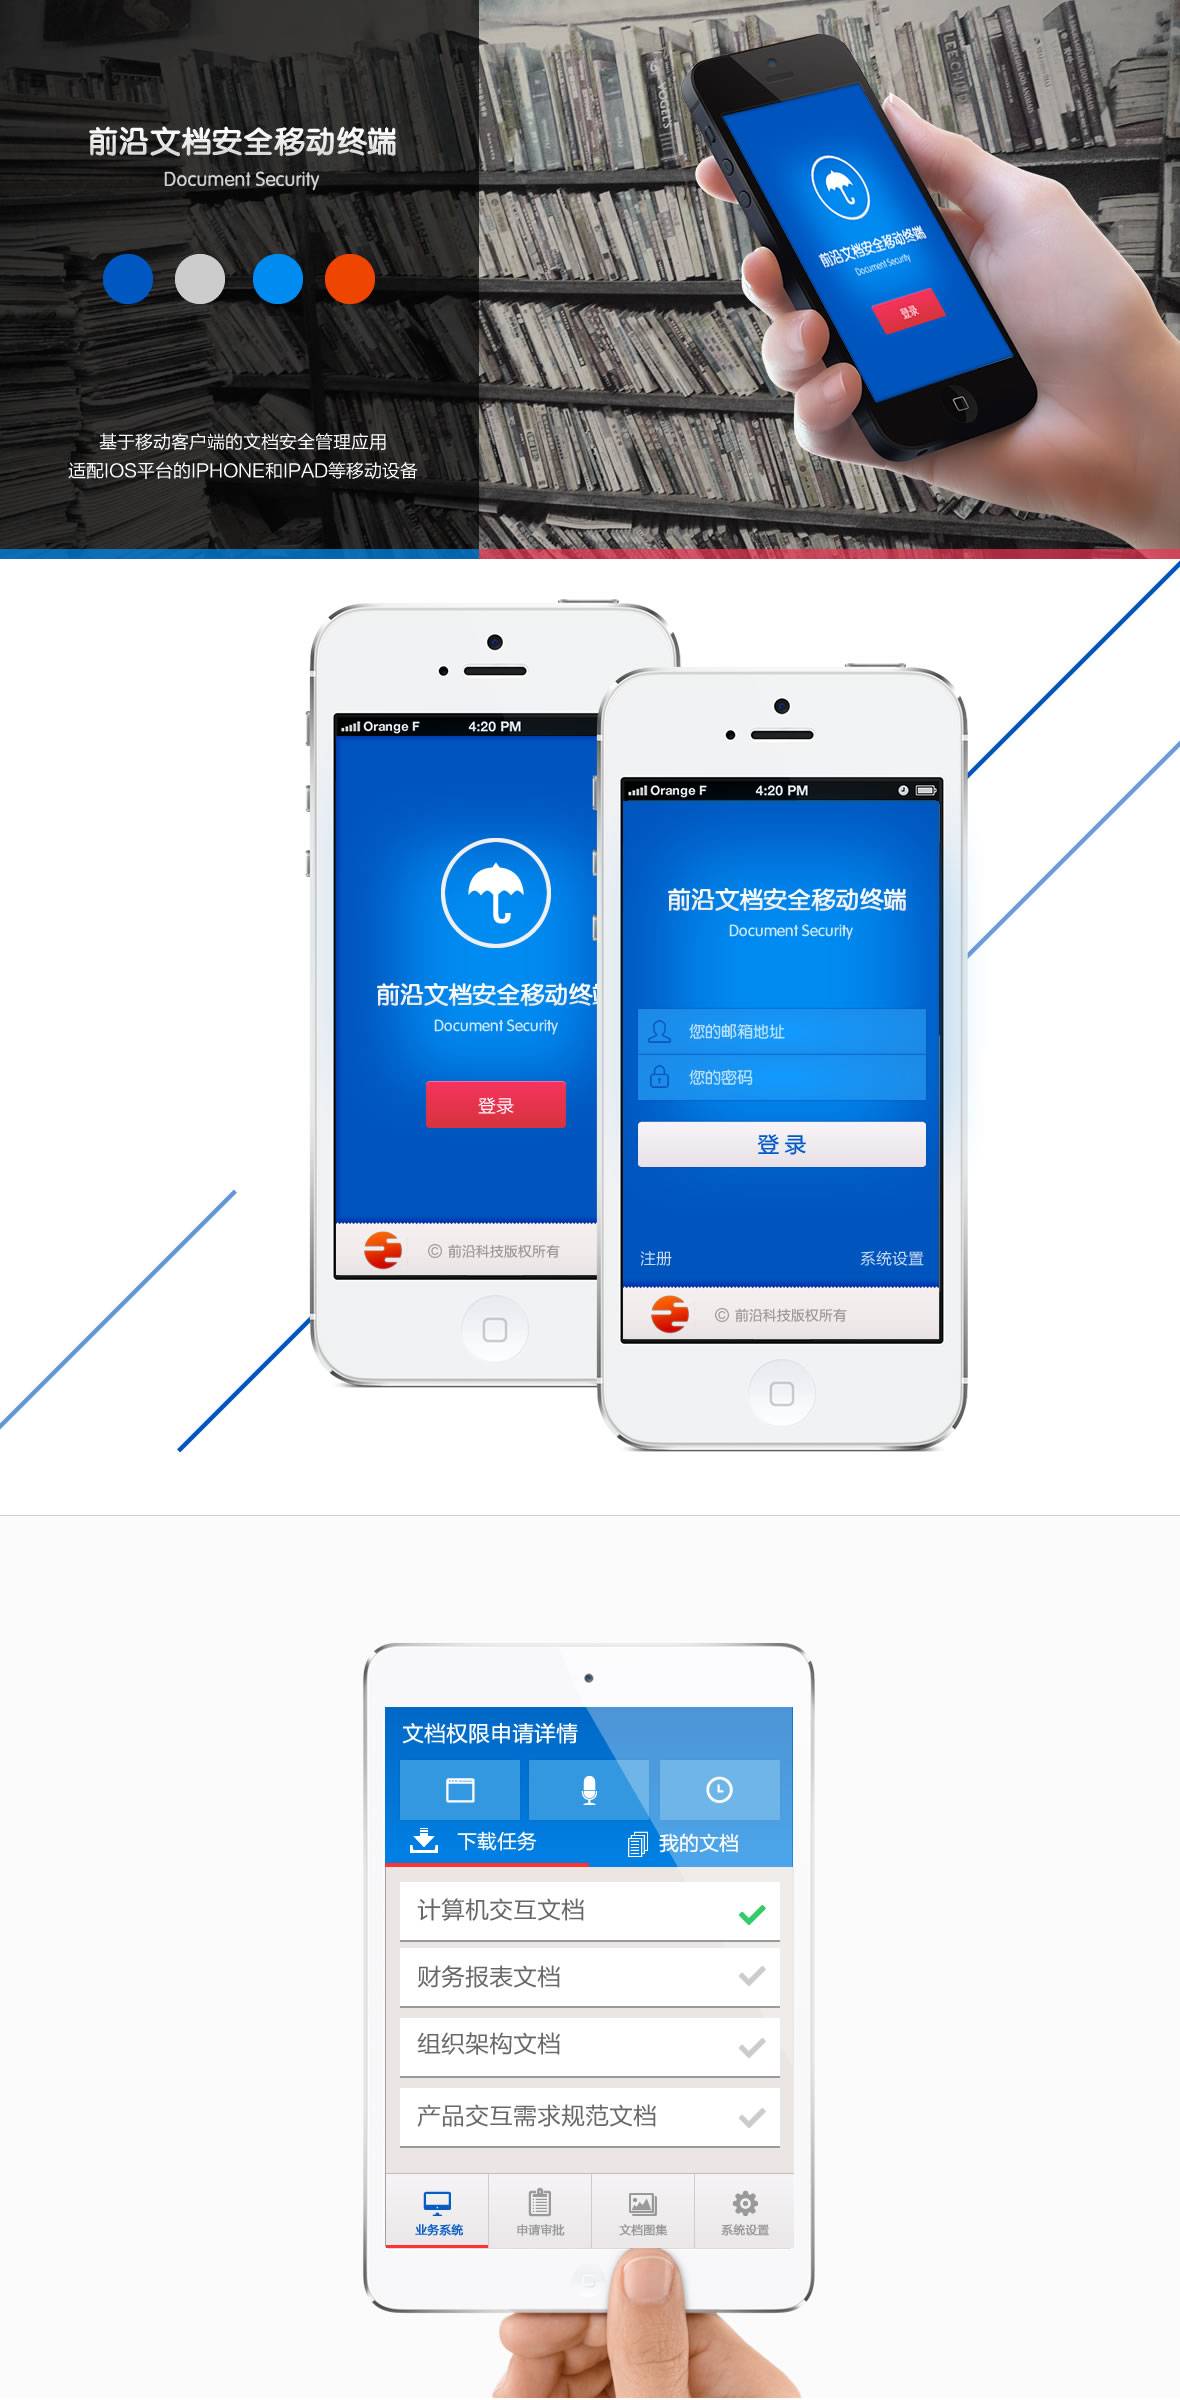 前沿文档安全移动终端
Document Security
基于移动客户端的文档安全管理应用
适配IOS平台的IPHONE和IPAD等移动设备
VOGELS
LEE CHILD
前沿文档安全移动终端
Document Security
登录
Orange F 4:20 PM
前沿文档安全移动终
Document Security
登录
© 前沿科技版权所有
Orange F 4:20 PM
前沿文档安全移动终端
Document Security
您的邮箱地址
您的密码
登录
注册 系统设置
© 前沿科技版权所有
文档权限申请详情
下载任务 我的文档
计算机交互文档
财务报表文档
组织架构文档
产品交互需求规范文档
业务系统 申请审批 文档图集 系统设置